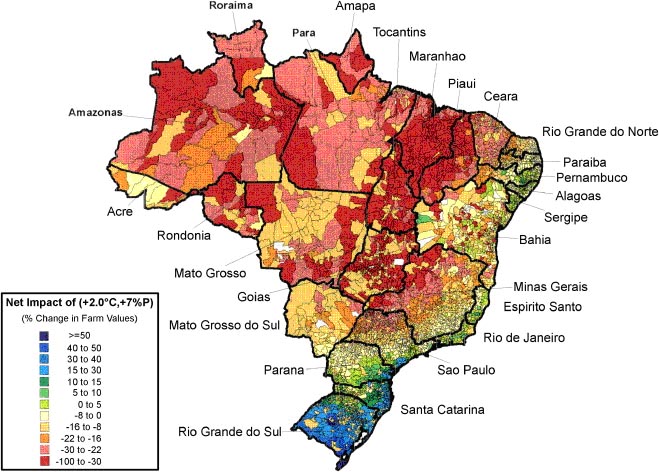 Roraima
Amapa
Para
Tocantins
Maranhao
Piaui
Ceara
Amazonas
Rio Grande do Norte
Paraiba
Pernambuco
Alagoas
Acre
Sergipe
Rondonia
Bahia
Mato Grosso
Goias
Minas Gerais
Espirito Santo
Mato Grosso do Sul
Rio de Janeiro
Parana
Sao Paulo
Santa Catarina
Rio Grande do Sul
Net Impact of (+2.0°C,+7%P)
(% Change in Farm Values)
>=50
40 to 50
30 to 40
15 to 30
10 to 15
5 to 10
0 to 5
-8 to 0
-16 to -8
-22 to -16
-30 to -22
-100 to -30